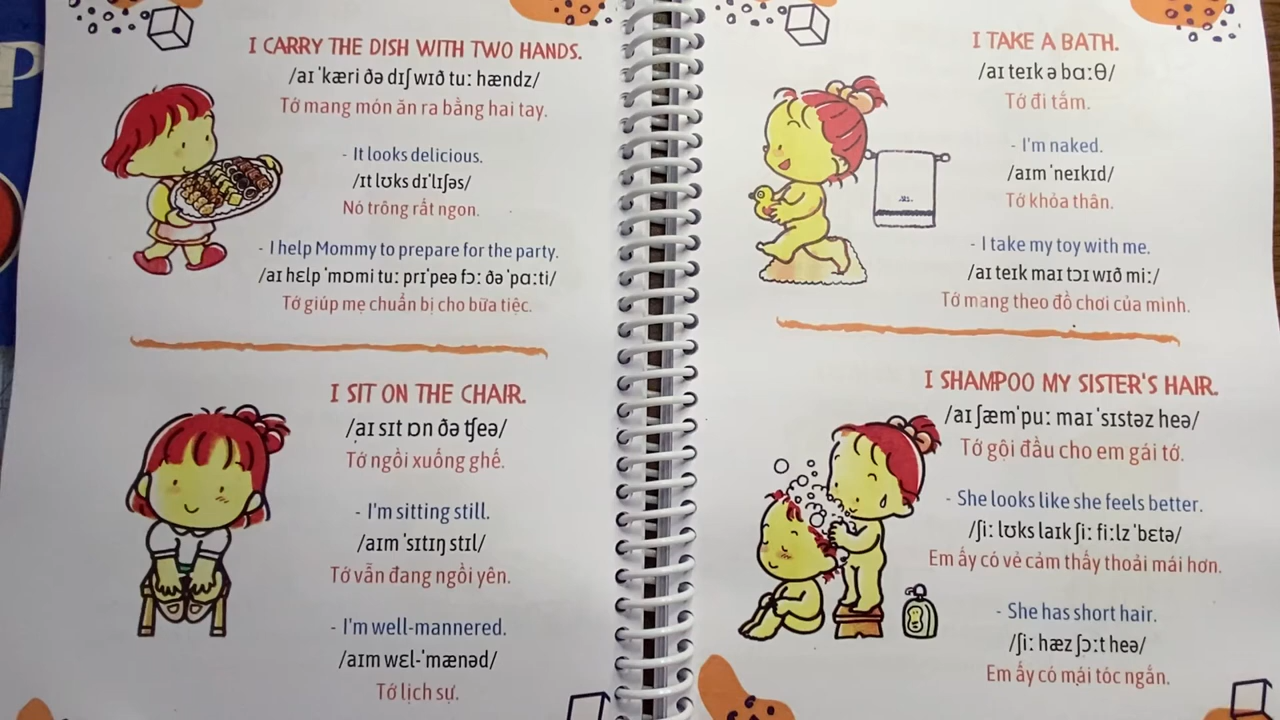 I CARRY THE DISH WITH TWO HANDS.
/aɪ ˈkæri ðə dɪʃ wɪð tuː hændz/
Tớ mang món ăn ra bằng hai tay.
- It looks delicious.
/ɪt lʊks dɪˈlɪʃəs/
Nó trông rất ngon.
- I help Mommy to prepare for the party.
/aɪ hɛlp ˈmɒmi tuː prɪˈpeə fɔː ðə ˈpɑːti/
Tớ giúp mẹ chuẩn bị cho bữa tiệc.
I SIT ON THE CHAIR.
/aɪ sɪt ɒn ðə ʧeə/
Tớ ngồi xuống ghế.
- I'm sitting still.
/aɪm ˈsɪtɪŋ stɪl/
Tớ vẫn đang ngồi yên.
- I'm well-mannered.
/aɪm wɛl-ˈmænəd/
Tớ lịch sự.
I TAKE A BATH.
/aɪ teɪk ə bɑːθ/
Tớ đi tắm.
- I'm naked.
/aɪm ˈneɪkɪd/
Tớ khỏa thân.
- I take my toy with me.
/aɪ teɪk maɪ tɔɪ wɪð miː/
Tớ mang theo đồ chơi của mình.
I SHAMPOO MY SISTER'S HAIR.
/aɪ ʃæmˈpuː maɪ ˈsɪstəz heə/
Tớ gội đầu cho em gái tớ.
- She looks like she feels better.
/ʃiː lʊks laɪk ʃiː fiːlz ˈbɛtə/
Em ấy có vẻ cảm thấy thoải mái hơn.
- She has short hair.
/ʃiː hæz ʃɔːt heə/
Em ấy có mái tóc ngắn.